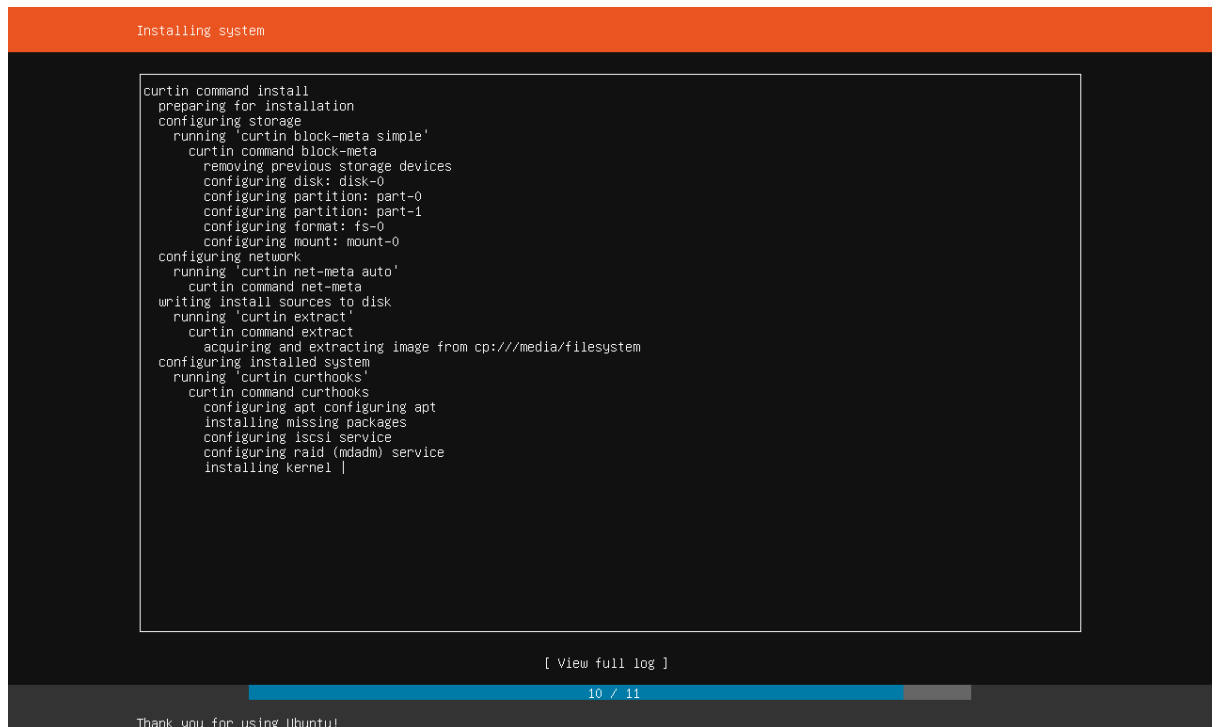 Installing system
curtin command install
preparing for installation
configuring storage
running 'curtin block-meta simple'
curtin command block-meta
removing previous storage devices
configuring disk: disk-0
configuring partition: part-0
configuring partition: part-1
configuring format: fs-0
configuring mount: mount-0
configuring network
running 'curtin net-meta auto'
curtin command net-meta
writing install sources to disk
running 'curtin extract'
curtin command extract
acquiring and extracting image from cp:///media/filesystem
configuring installed system
running 'curtin curthooks'
curtin command curthooks
configuring apt configuring apt
installing missing packages
configuring iscsi service
configuring raid (mdadm) service
installing kernel |
[ View full log ]
10 / 11
Thank you for using Ubuntu!